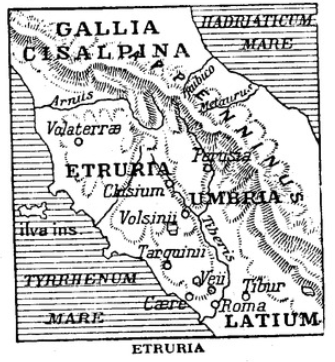 GALLIA
CISALPINA
HADRIATICUM
MARE
APPENNINUS
Rubico
Metaurus
Arnus
Volaterræ
ETRURIA
Perusia
Clusium
UMBRIA
Volsinii
Tiberis
ilva ins.
Tarquinii
TYRRHENUM
MARE
Veii
Tibur
Cære
Roma
LATIUM
ETRURIA